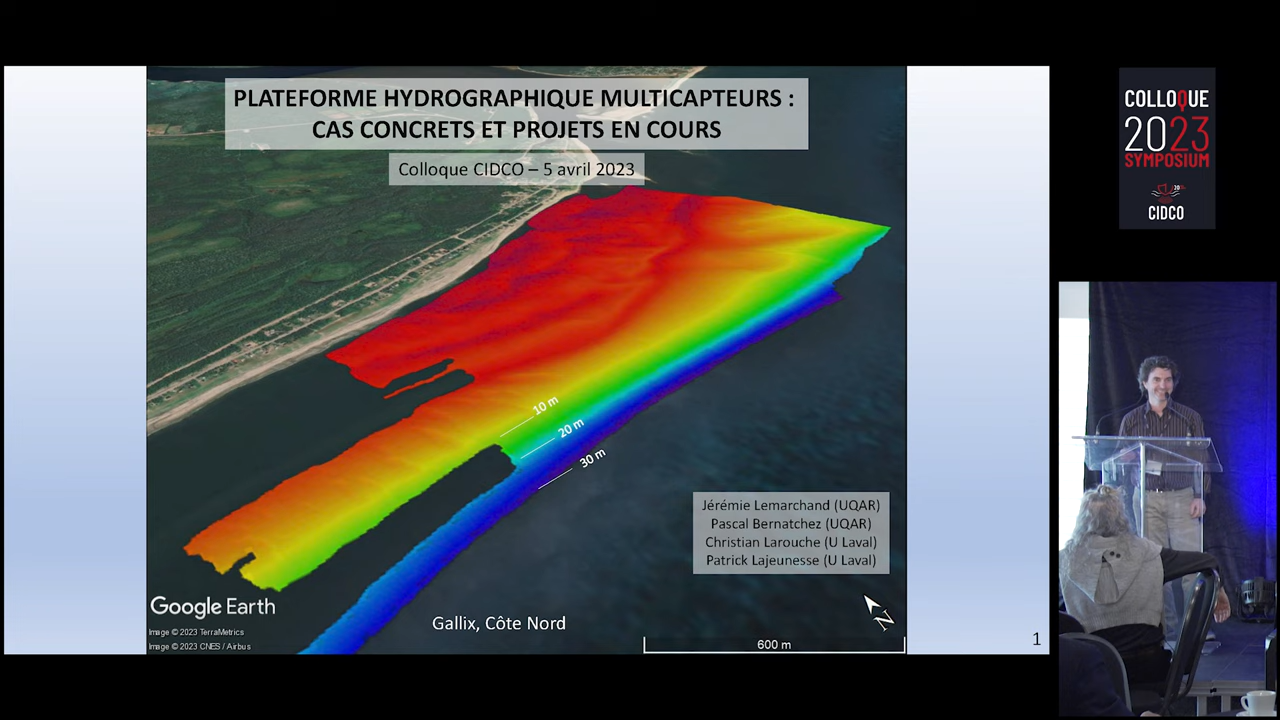 PLATEFORME HYDROGRAPHIQUE MULTICAPTEURS :
CAS CONCRETS ET PROJETS EN COURS
Colloque CIDCO – 5 avril 2023
10 m
20 m
30 m
Jérémie Lemarchand (UQAR)
Pascal Bernatchez (UQAR)
Christian Larouche (U Laval)
Patrick Lajeunesse (U Laval)
Google Earth
Image © 2023 TerraMetrics
Image © 2023 CNES / Airbus
Gallix, Côte Nord
N
600 m
1
COLLOQUE
2023
SYMPOSIUM
CIDCO